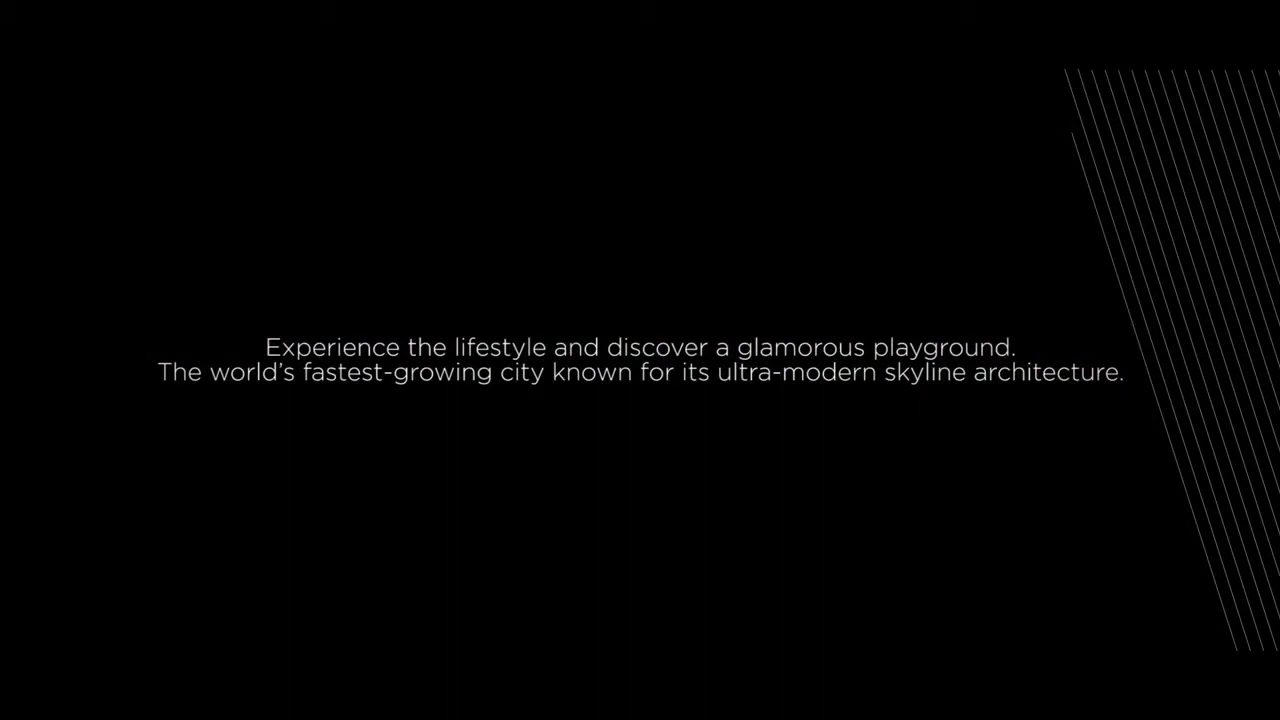 Experience the lifestyle and discover a glamorous playground.
The world’s fastest-growing city known for its ultra-modern skyline architecture.